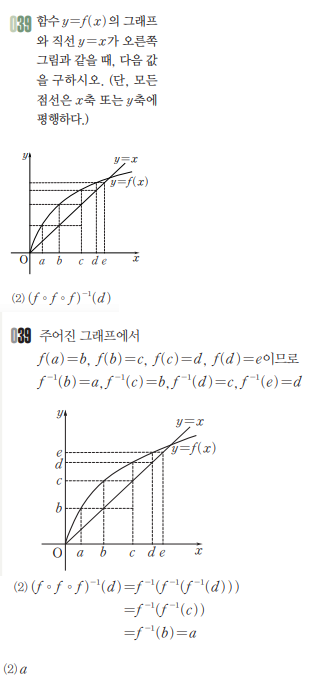 039 함수 y=f(x)의 그래프
와 직선 y=x가 오른쪽
그림과 같을 때, 다음 값
을 구하시오. (단, 모든
점선은 x축 또는 y축에
평행하다.)
y
y=x
y=f(x)
O a b c d e x
(2) (f∘f∘f)⁻¹(d)
039 주어진 그래프에서
f(a)=b, f(b)=c, f(c)=d, f(d)=e이므로
f⁻¹(b)=a, f⁻¹(c)=b, f⁻¹(d)=c, f⁻¹(e)=d
y
y=x
y=f(x)
e
d
c
b
O a b c d e x
(2) (f∘f∘f)⁻¹(d)=f⁻¹(f⁻¹(f⁻¹(d)))
=f⁻¹(f⁻¹(c))
=f⁻¹(b)=a
(2) a